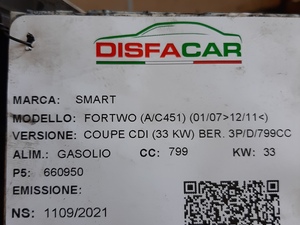 DISFACAR
MARCA: SMART
MODELLO: FORTWO (A/C451) (01/07>12/11<)
VERSIONE: COUPE CDI (33 KW) BER. 3P/D/799CC
ALIM.: GASOLIO CC: 799 KW: 33
P5: 660950
EMISSIONE:
NS: 1109/2021